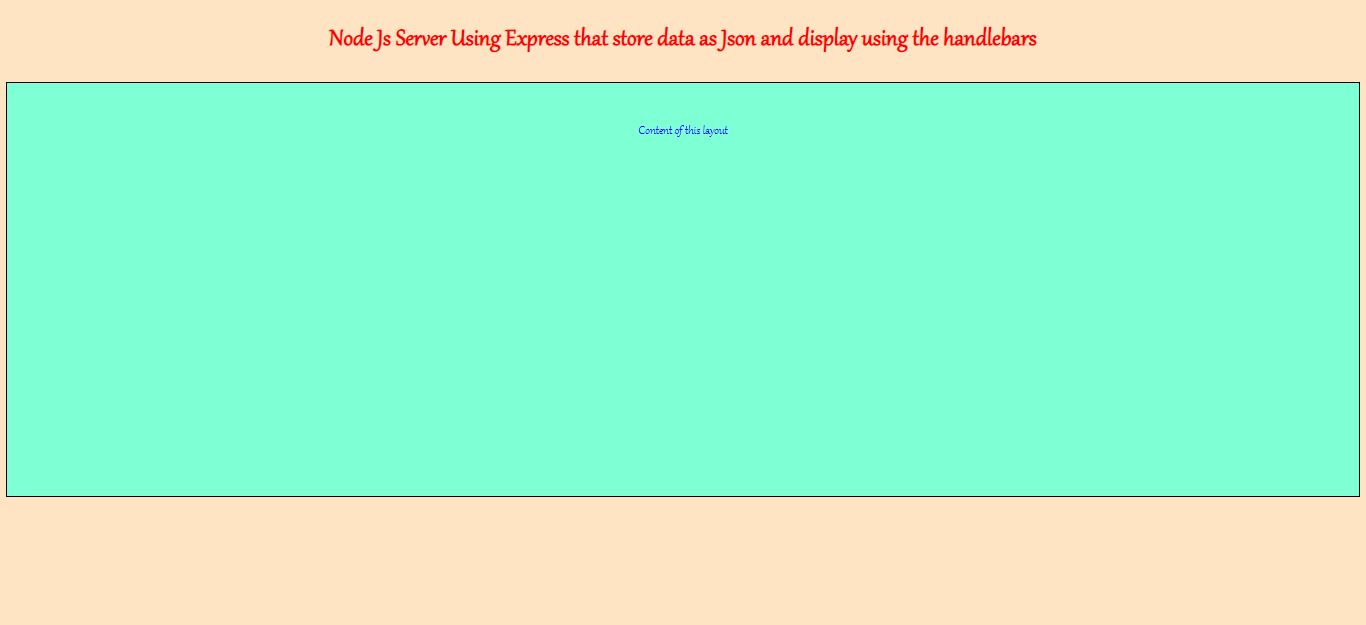 Node Js Server Using Express that store data as Json and display using the handlebars
Content of this layout